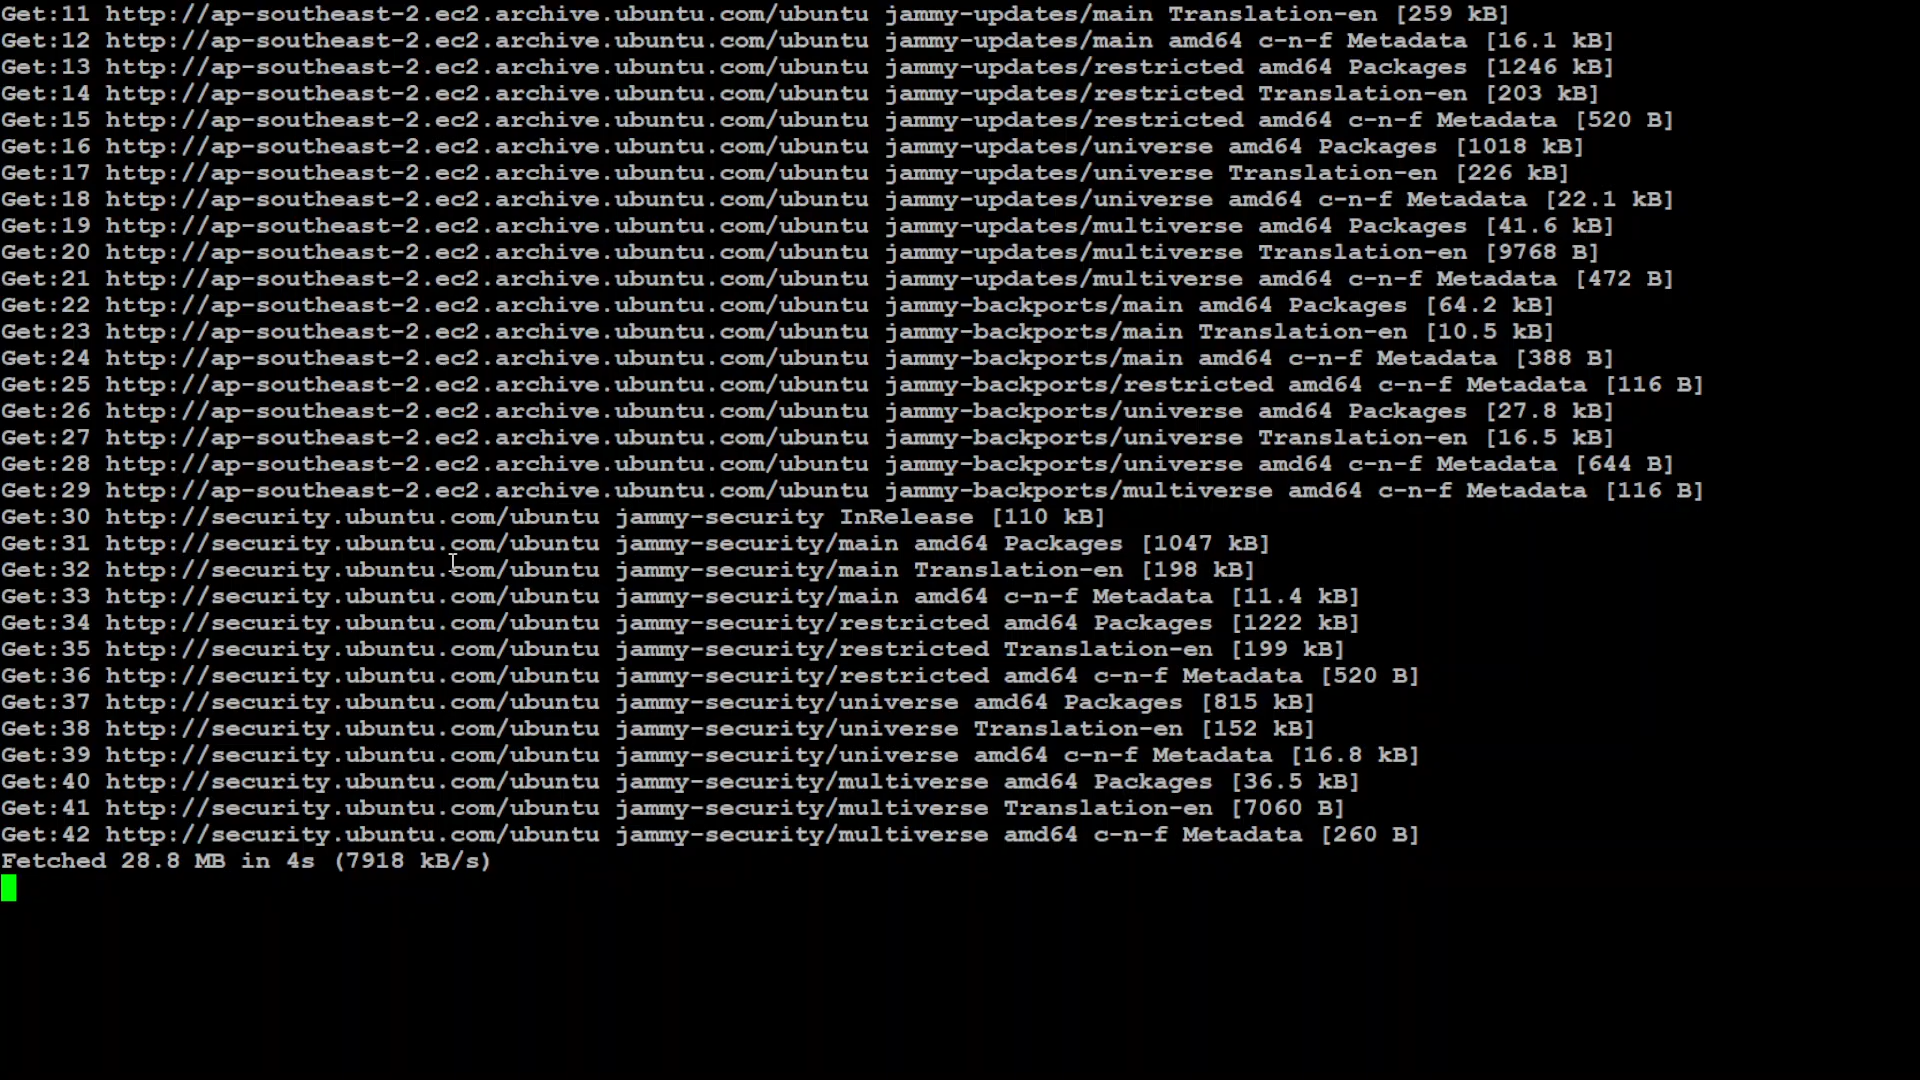 Get:11 http://ap-southeast-2.ec2.archive.ubuntu.com/ubuntu jammy-updates/main Translation-en [259 kB]
Get:12 http://ap-southeast-2.ec2.archive.ubuntu.com/ubuntu jammy-updates/main amd64 c-n-f Metadata [16.1 kB]
Get:13 http://ap-southeast-2.ec2.archive.ubuntu.com/ubuntu jammy-updates/restricted amd64 Packages [1246 kB]
Get:14 http://ap-southeast-2.ec2.archive.ubuntu.com/ubuntu jammy-updates/restricted Translation-en [203 kB]
Get:15 http://ap-southeast-2.ec2.archive.ubuntu.com/ubuntu jammy-updates/restricted amd64 c-n-f Metadata [520 B]
Get:16 http://ap-southeast-2.ec2.archive.ubuntu.com/ubuntu jammy-updates/universe amd64 Packages [1018 kB]
Get:17 http://ap-southeast-2.ec2.archive.ubuntu.com/ubuntu jammy-updates/universe Translation-en [226 kB]
Get:18 http://ap-southeast-2.ec2.archive.ubuntu.com/ubuntu jammy-updates/universe amd64 c-n-f Metadata [22.1 kB]
Get:19 http://ap-southeast-2.ec2.archive.ubuntu.com/ubuntu jammy-updates/multiverse amd64 Packages [41.6 kB]
Get:20 http://ap-southeast-2.ec2.archive.ubuntu.com/ubuntu jammy-updates/multiverse Translation-en [9768 B]
Get:21 http://ap-southeast-2.ec2.archive.ubuntu.com/ubuntu jammy-updates/multiverse amd64 c-n-f Metadata [472 B]
Get:22 http://ap-southeast-2.ec2.archive.ubuntu.com/ubuntu jammy-backports/main amd64 Packages [64.2 kB]
Get:23 http://ap-southeast-2.ec2.archive.ubuntu.com/ubuntu jammy-backports/main Translation-en [10.5 kB]
Get:24 http://ap-southeast-2.ec2.archive.ubuntu.com/ubuntu jammy-backports/main amd64 c-n-f Metadata [388 B]
Get:25 http://ap-southeast-2.ec2.archive.ubuntu.com/ubuntu jammy-backports/restricted amd64 c-n-f Metadata [116 B]
Get:26 http://ap-southeast-2.ec2.archive.ubuntu.com/ubuntu jammy-backports/universe amd64 Packages [27.8 kB]
Get:27 http://ap-southeast-2.ec2.archive.ubuntu.com/ubuntu jammy-backports/universe Translation-en [16.5 kB]
Get:28 http://ap-southeast-2.ec2.archive.ubuntu.com/ubuntu jammy-backports/universe amd64 c-n-f Metadata [644 B]
Get:29 http://ap-southeast-2.ec2.archive.ubuntu.com/ubuntu jammy-backports/multiverse amd64 c-n-f Metadata [116 B]
Get:30 http://security.ubuntu.com/ubuntu jammy-security InRelease [110 kB]
Get:31 http://security.ubuntu.com/ubuntu jammy-security/main amd64 Packages [1047 kB]
Get:32 http://security.ubuntu.com/ubuntu jammy-security/main Translation-en [198 kB]
Get:33 http://security.ubuntu.com/ubuntu jammy-security/main amd64 c-n-f Metadata [11.4 kB]
Get:34 http://security.ubuntu.com/ubuntu jammy-security/restricted amd64 Packages [1222 kB]
Get:35 http://security.ubuntu.com/ubuntu jammy-security/restricted Translation-en [199 kB]
Get:36 http://security.ubuntu.com/ubuntu jammy-security/restricted amd64 c-n-f Metadata [520 B]
Get:37 http://security.ubuntu.com/ubuntu jammy-security/universe amd64 Packages [815 kB]
Get:38 http://security.ubuntu.com/ubuntu jammy-security/universe Translation-en [152 kB]
Get:39 http://security.ubuntu.com/ubuntu jammy-security/universe amd64 c-n-f Metadata [16.8 kB]
Get:40 http://security.ubuntu.com/ubuntu jammy-security/multiverse amd64 Packages [36.5 kB]
Get:41 http://security.ubuntu.com/ubuntu jammy-security/multiverse Translation-en [7060 B]
Get:42 http://security.ubuntu.com/ubuntu jammy-security/multiverse amd64 c-n-f Metadata [260 B]
Fetched 28.8 MB in 4s (7918 kB/s)